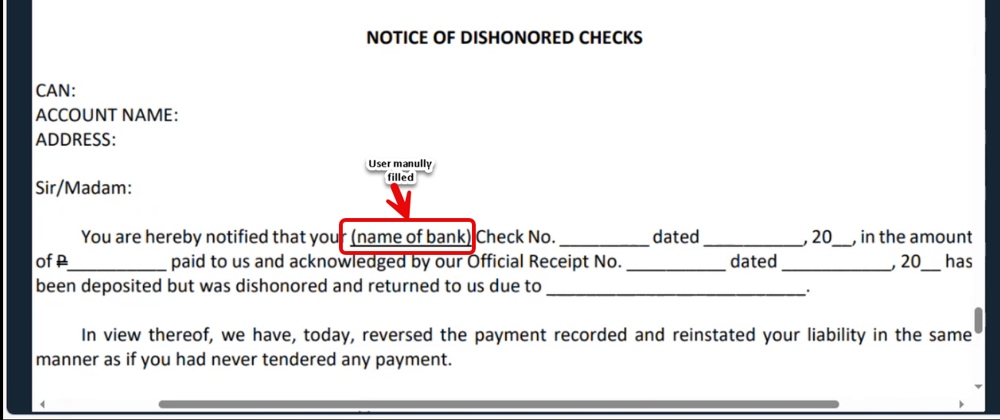 NOTICE OF DISHONORED CHECKS
CAN:
ACCOUNT NAME:
ADDRESS:
User manully
filled
Sir/Madam:
You are hereby notified that your (name of bank) Check No. __________ dated ___________, 20__, in the amount
of ₱___________ paid to us and acknowledged by our Official Receipt No. ___________ dated ____________, 20__ has
been deposited but was dishonored and returned to us due to _____________________________.
In view thereof, we have, today, reversed the payment recorded and reinstated your liability in the same
manner as if you had never tendered any payment.